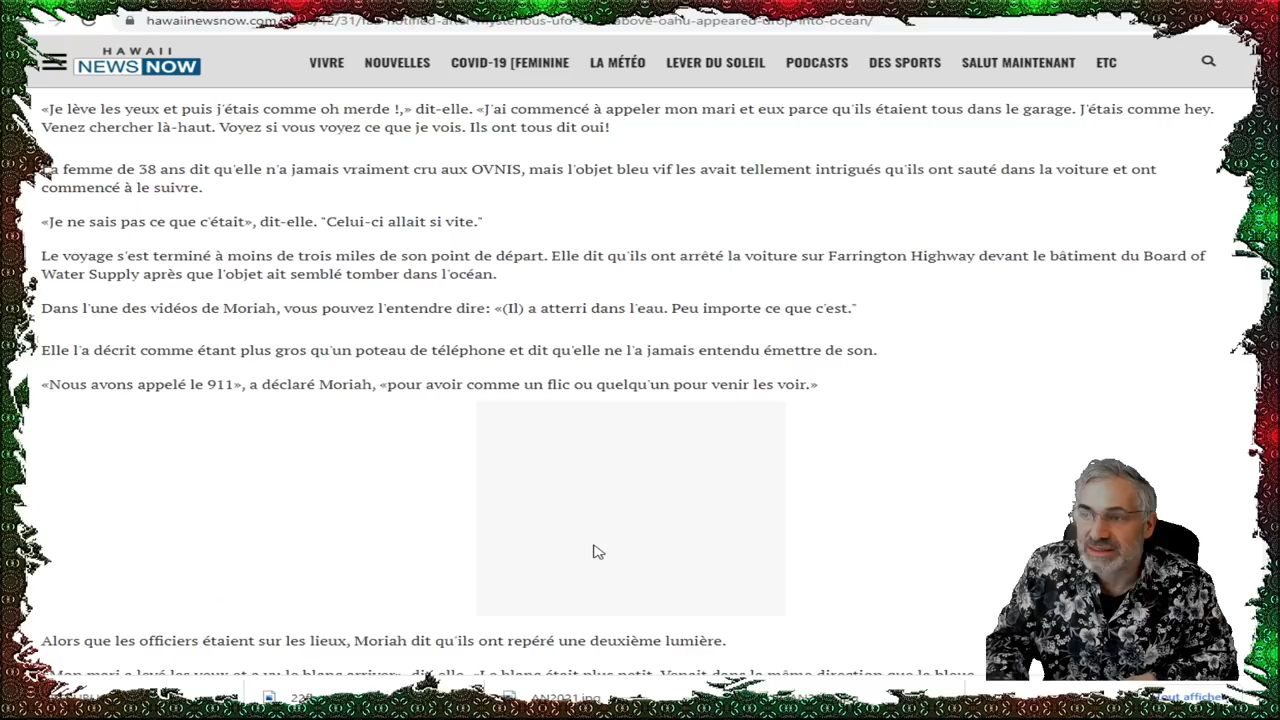 hawaiinewsnow.com
HAWAII
NEWS NOW
VIVRE NOUVELLES COVID-19 [FEMININE LA MÉTÉO LEVER DU SOLEIL PODCASTS DES SPORTS SALUT MAINTENANT ETC
«Je lève les yeux et puis j'étais comme oh merde !,» dit-elle. «J'ai commencé à appeler mon mari et eux parce qu'ils étaient tous dans le garage. J'étais comme hey.
Venez chercher là-haut. Voyez si vous voyez ce que je vois. Ils ont tous dit oui!
La femme de 38 ans dit qu'elle n'a jamais vraiment cru aux OVNIS, mais l'objet bleu vif les avait tellement intrigués qu'ils ont sauté dans la voiture et ont
commencé à le suivre.
«Je ne sais pas ce que c'était», dit-elle. "Celui-ci allait si vite."
Le voyage s'est terminé à moins de trois miles de son point de départ. Elle dit qu'ils ont arrêté la voiture sur Farrington Highway devant le bâtiment du Board of
Water Supply après que l'objet ait semblé tomber dans l'océan.
Dans l'une des vidéos de Moriah, vous pouvez l'entendre dire: «(Il) a atterri dans l'eau. Peu importe ce que c'est."
Elle l'a décrit comme étant plus gros qu'un poteau de téléphone et dit qu'elle ne l'a jamais entendu émettre de son.
«Nous avons appelé le 911», a déclaré Moriah, «pour avoir comme un flic ou quelqu'un pour venir les voir.»
Alors que les officiers étaient sur les lieux, Moriah dit qu'ils ont repéré une deuxième lumière.